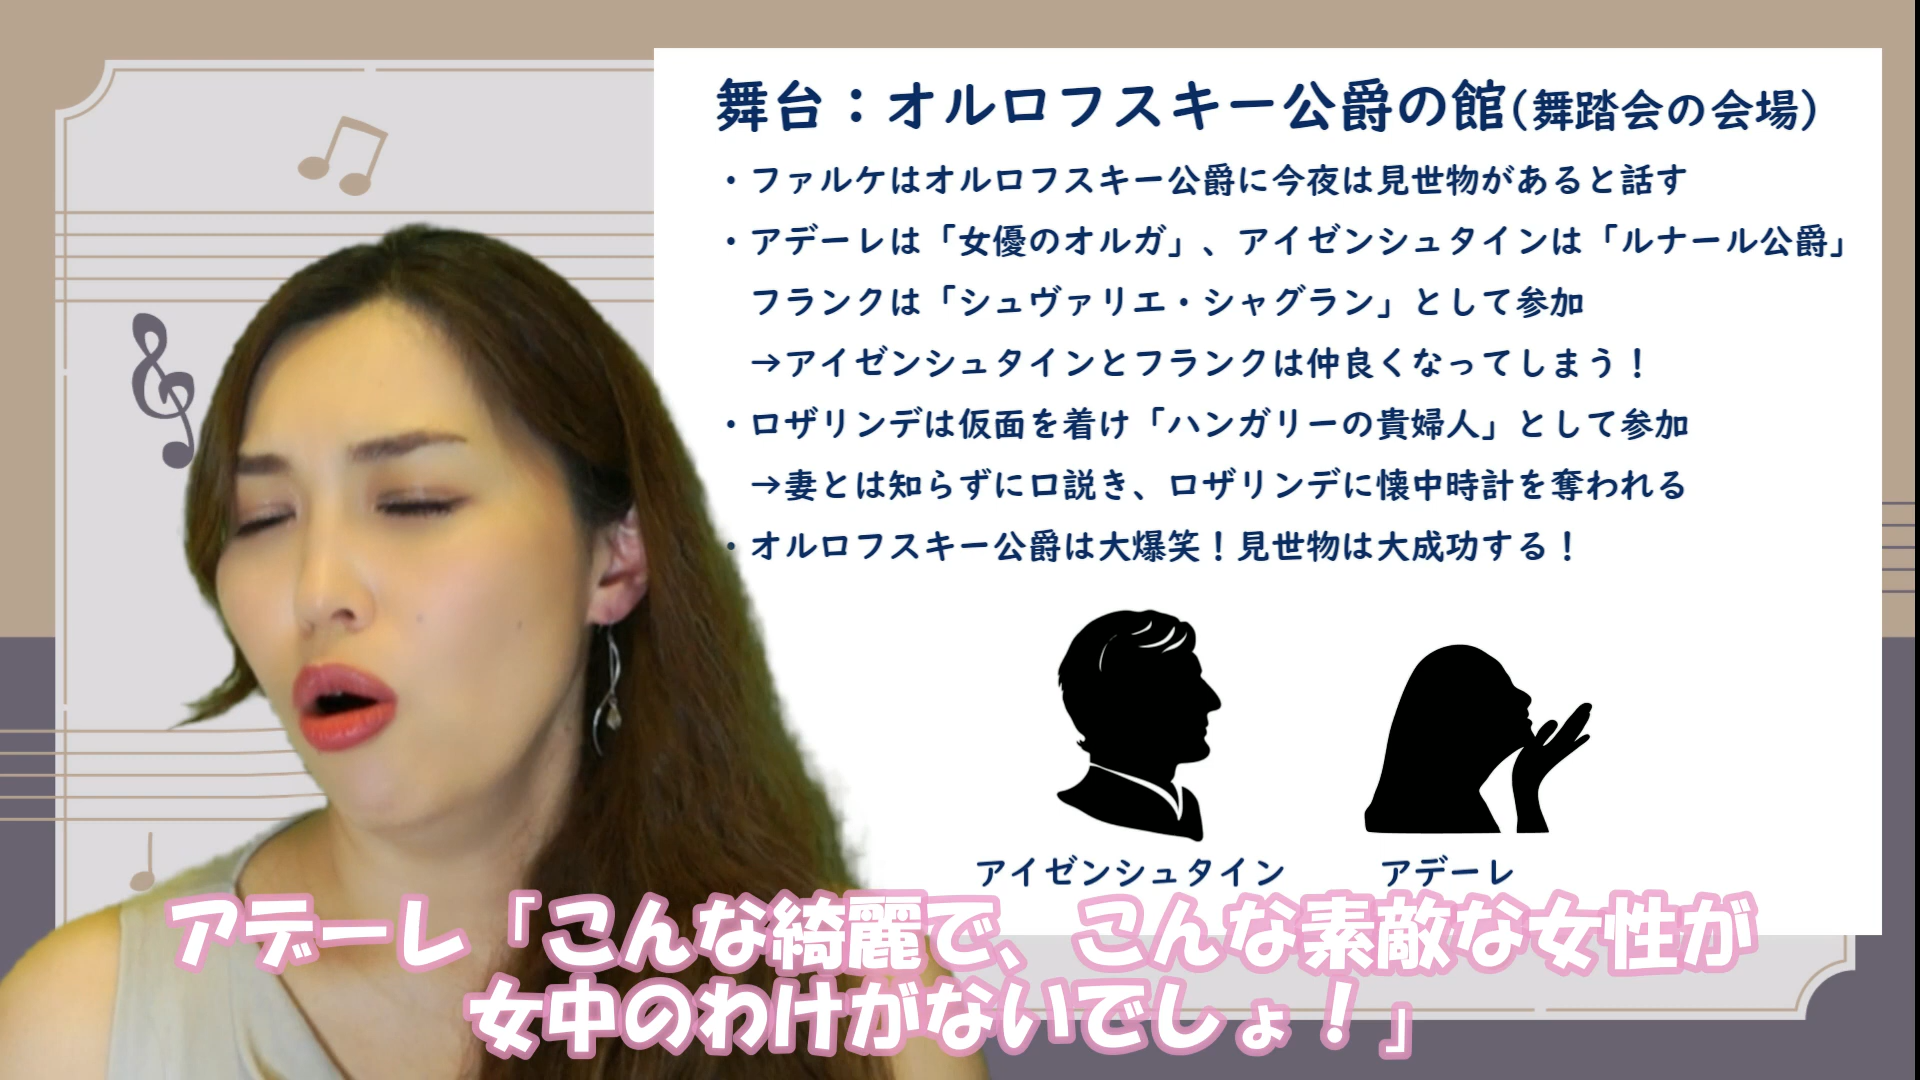 舞台：オルロフスキー公爵の館(舞踏会の会場)
・ファルケはオルロフスキー公爵に今夜は見世物があると話す
・アデーレは「女優のオルガ」、アイゼンシュタインは「ルナール公爵」
フランクは「シュヴァリエ・シャグラン」として参加
→アイゼンシュタインとフランクは仲良くなってしまう！
・ロザリンデは仮面を着け「ハンガリーの貴婦人」として参加
→妻とは知らずに口説き、ロザリンデに懐中時計を奪われる
・オルロフスキー公爵は大爆笑！見世物は大成功する！
アイゼンシュタイン
アデーレ
アデーレ「こんな綺麗で、こんな素敵な女性が
女中のわけがないでしょ！」